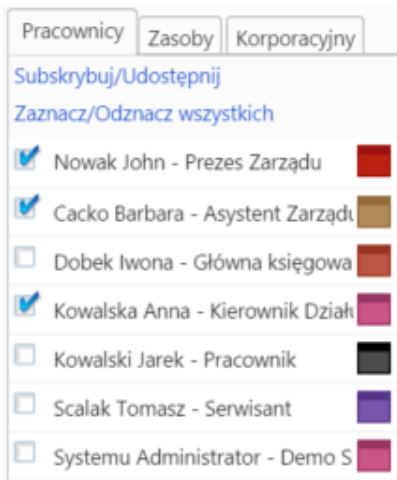 Pracownicy Zasoby Korporacyjny
Subskrybuj/Udostępnij
Zaznacz/Odznacz wszystkich
Nowak John - Prezes Zarządu
Cacko Barbara - Asystent Zarządu
Dobek Iwona - Główna księgowa
Kowalska Anna - Kierownik Działu
Kowalski Jarek - Pracownik
Scalak Tomasz - Serwisant
Systemu Administrator - Demo S